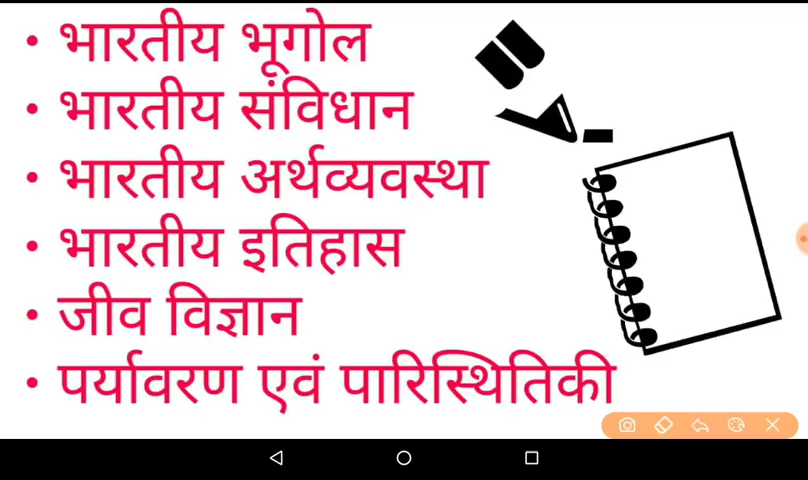 • भारतीय भूगोल
• भारतीय संविधान
• भारतीय अर्थव्यवस्था
• भारतीय इतिहास
• जीव विज्ञान
• पर्यावरण एवं पारिस्थितिकी